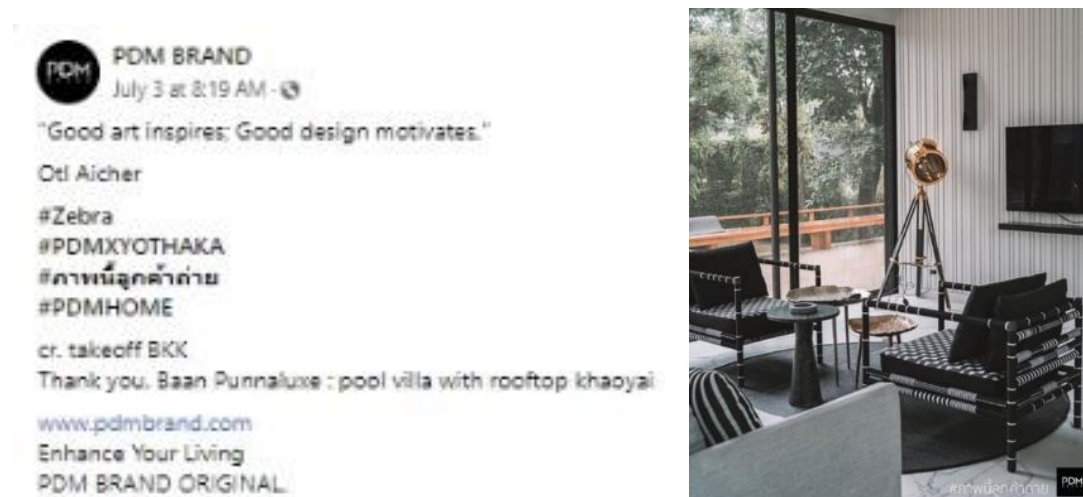 PDM
PDM BRAND
July 3 at 8:19 AM ·
"Good art inspires; Good design motivates."
Otl Aicher
#Zebra
#PDMXYOTHAKA
#ภาพนี้ลูกค้าถ่าย
#PDMHOME
cr. takeoff BKK
Thank you. Baan Punnaluxe : pool villa with rooftop khaoyai
www.pdmbrand.com
Enhance Your Living
PDM BRAND ORIGINAL.
#ภาพนี้ลูกค้าถ่าย PDM